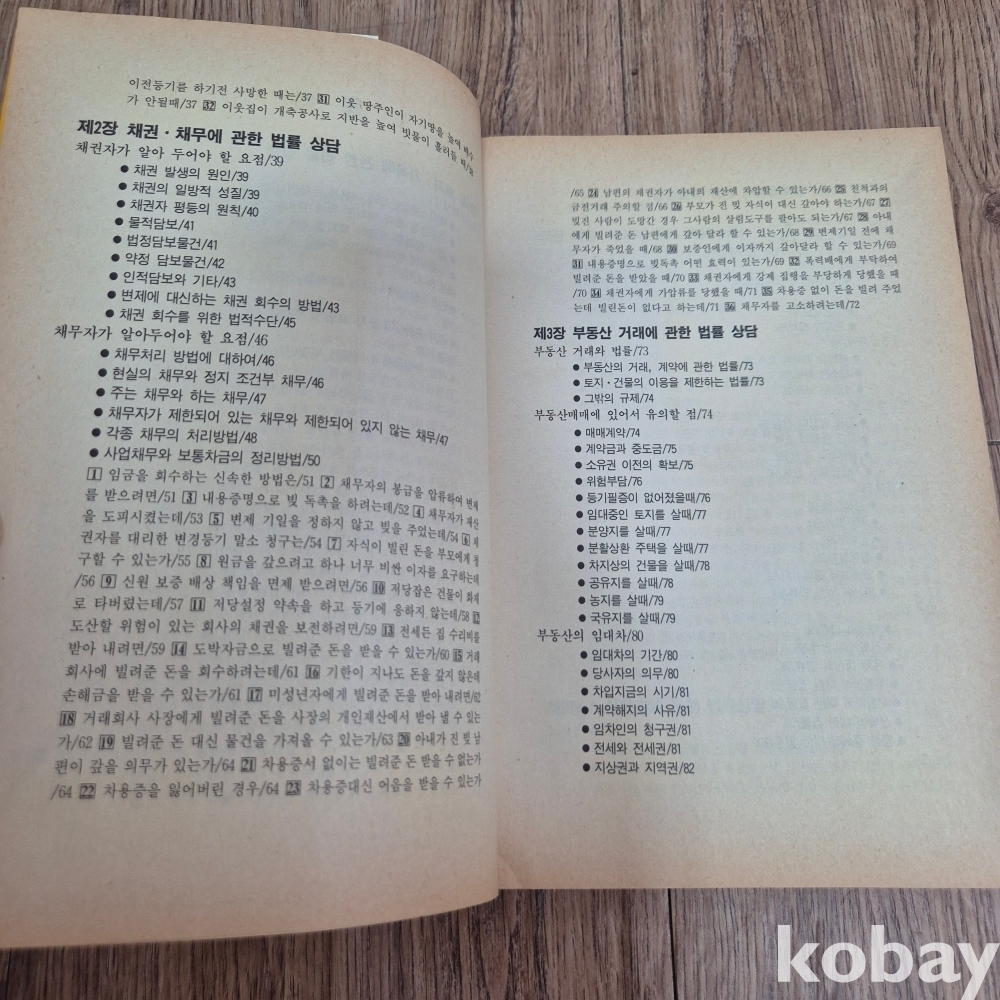 이전등기를 하기전 사망한 때는/37 31 이웃 땅주인이 자기땅을 높여 배수
가 안될때/37 32 이웃집이 개축공사로 지반을 높여 빗물이 흘러들 때/38
제2장 채권·채무에 관한 법률 상담
채권자가 알아 두어야 할 요점/39
● 채권 발생의 원인/39
● 채권의 일방적 성질/39
● 채권자 평등의 원칙/40
● 물적담보/41
● 법정담보물건/41
● 약정 담보물건/42
● 인적담보와 기타/43
● 변제에 대신하는 채권 회수의 방법/43
● 채권 회수를 위한 법적수단/45
채무자가 알아두어야 할 요점/46
● 채무처리 방법에 대하여/46
● 현실의 채무와 정지 조건부 채무/46
● 주는 채무와 하는 채무/47
● 채무자가 제한되어 있는 채무와 제한되어 있지 않는 채무/47
● 각종 채무의 처리방법/48
● 사업채무와 보통차금의 정리방법/50
1 임금을 회수하는 신속한 방법은/51 2 채무자의 봉급을 압류하여 변제
를 받으려면/51 3 내용증명으로 빚 독촉을 하려는데/52 4 채무자가 재산
을 도피시켰는데/53 5 변제 기일을 정하지 않고 빚을 주었는데/54 6 채
권자를 대리한 변경등기 말소 청구는/54 7 자식이 빌린 돈을 부모에게 청
구할 수 있는가/55 8 원금을 갚으려고 하나 너무 비싼 이자를 요구하는데
/56 9 신원 보증 배상 책임을 면제 받으려면/56 10 저당잡은 건물이 화재
로 타버렸는데/57 11 저당설정 약속을 하고 등기에 응하지 않는데/58 12
도산할 위험이 있는 회사의 채권을 보전하려면/59 13 전세든 집 수리비를
받아 내려면/59 14 도박자금으로 빌려준 돈을 받을 수 있는가/60 15 거래
회사에 빌려준 돈을 회수하려는데/61 16 기한이 지나도 돈을 갚지 않은데
손해금을 받을 수 있는가/61 17 미성년자에게 빌려준 돈을 받아 내려면/62
18 거래회사 사장에게 빌려준 돈을 사장의 개인재산에서 받아 낼 수 있는
가/62 19 빌려준 돈 대신 물건을 가져올 수 있는가/63 20 아내가 진 빚 남
편이 갚을 의무가 있는가/64 21 차용증서 없이는 빌려준 돈 받을 수 없는가
/64 22 차용증을 잃어버린 경우/64 23 차용증대신 어음을 받을 수 있는가
/65 24 남편의 채권자가 아내의 재산에 차압할 수 있는가/66 25 친척과의
금전거래 주의할 점/66 26 부모가 진 빚 자식이 대신 갚아야 하는가/67 27
빚진 사람이 도망간 경우 그사람의 살림도구를 팔아도 되는가/67 28 아내
에게 빌려준 돈 남편에게 갚아 달라 할 수 있는가/68 29 변제기일 전에 채
무자가 죽었을 때/68 30 보증인에게 이자까지 갚아달라 할 수 있는가/69
31 내용증명으로 빚독촉 어떤 효력이 있는가/69 32 폭력배에게 부탁하여
빌려준 돈을 받았을 때/70 33 채권자에게 강제 집행을 부당하게 당했을 때
/70 34 채권자에게 가압류를 당했을 때/71 35 차용증 없이 돈을 빌려 주었
는데 빌린돈이 없다고 하는데/71 36 채무자를 고소하려는데/72
제3장 부동산 거래에 관한 법률 상담
부동산 거래와 법률/73
● 부동산의 거래, 계약에 관한 법률/73
● 토지·건물의 이용을 제한하는 법률/73
● 그밖의 규제/74
부동산매매에 있어서 유의할 점/74
● 매매계약/74
● 계약금과 중도금/75
● 소유권 이전의 확보/75
● 위험부담/76
● 등기필증이 없어졌을때/76
● 임대중인 토지를 살때/77
● 분양지를 살때/77
● 분할상환 주택을 살때/77
● 차지상의 건물을 살때/78
● 공유지를 살때/78
● 농지를 살때/79
● 국유지를 살때/79
부동산의 임대차/80
● 임대차의 기간/80
● 당사자의 의무/80
● 차입지금의 시기/81
● 계약해지의 사유/81
● 임차인의 청구권/81
● 전세와 전세권/81
● 지상권과 지역권/82
kobay